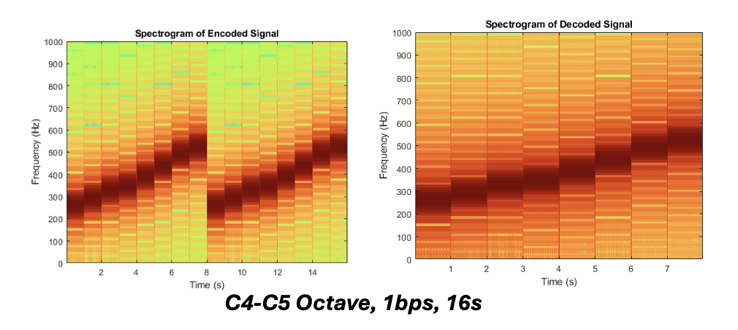 Spectrogram of Encoded Signal
1000
900
800
700
600
500
400
300
200
100
0
Frequency (Hz)
2 4 6 8 10 12 14
Time (s)
Spectrogram of Decoded Signal
1000
900
800
700
600
500
400
300
200
100
0
Frequency (Hz)
1 2 3 4 5 6 7
Time (s)
C4-C5 Octave, 1bps, 16s